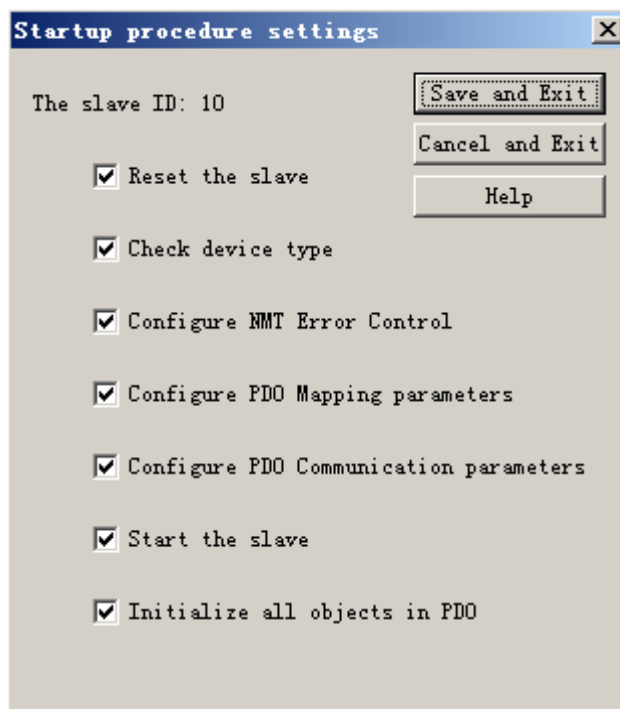 Startup procedure settings
The slave ID: 10
Save and Exit
Cancel and Exit
Help
Reset the slave
Check device type
Configure NMT Error Control
Configure PDO Mapping parameters
Configure PDO Communication parameters
Start the slave
Initialize all objects in PDO